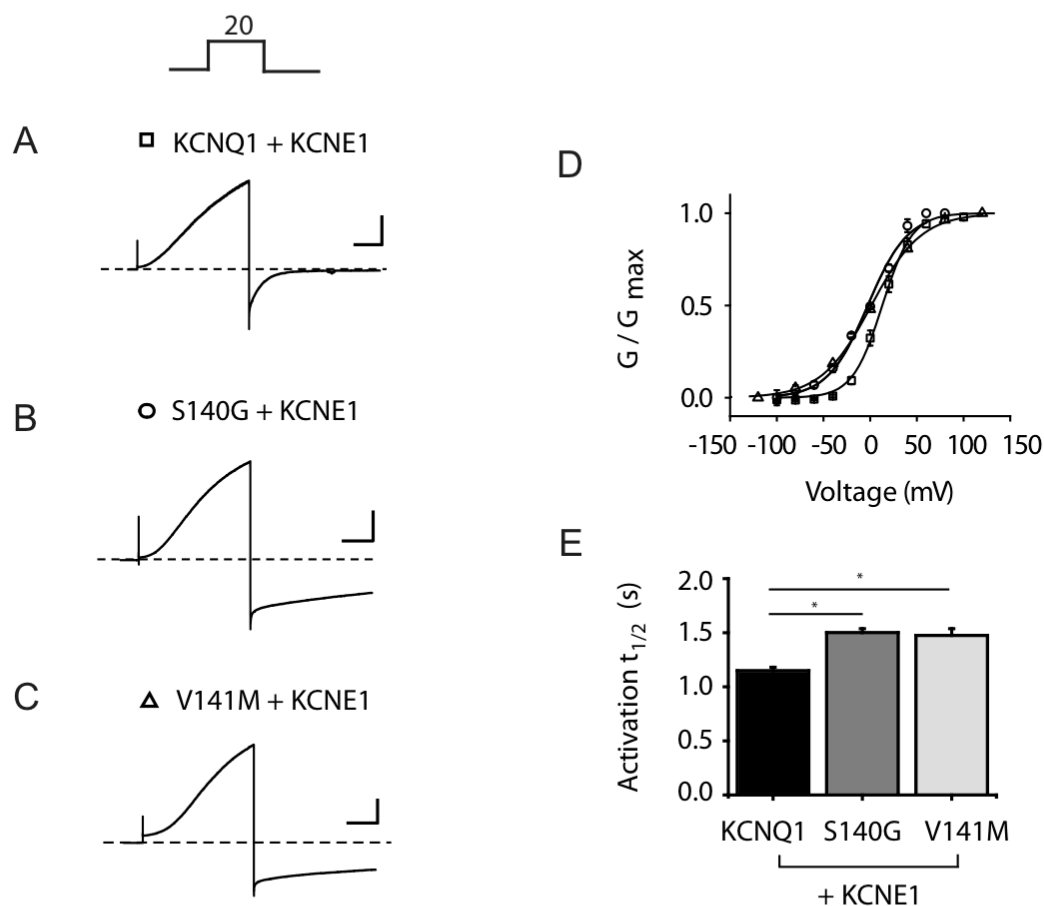 20
A
KCNQ1 + KCNE1
B
S140G + KCNE1
C
V141M + KCNE1
D
G / G max
1.0
0.5
0.0
-150 -100 -50 0 50 100 150
Voltage (mV)
E
Activation t1/2 (s)
2.0
1.5
1.0
0.5
0.0
*
*
KCNQ1 S140G V141M
+ KCNE1